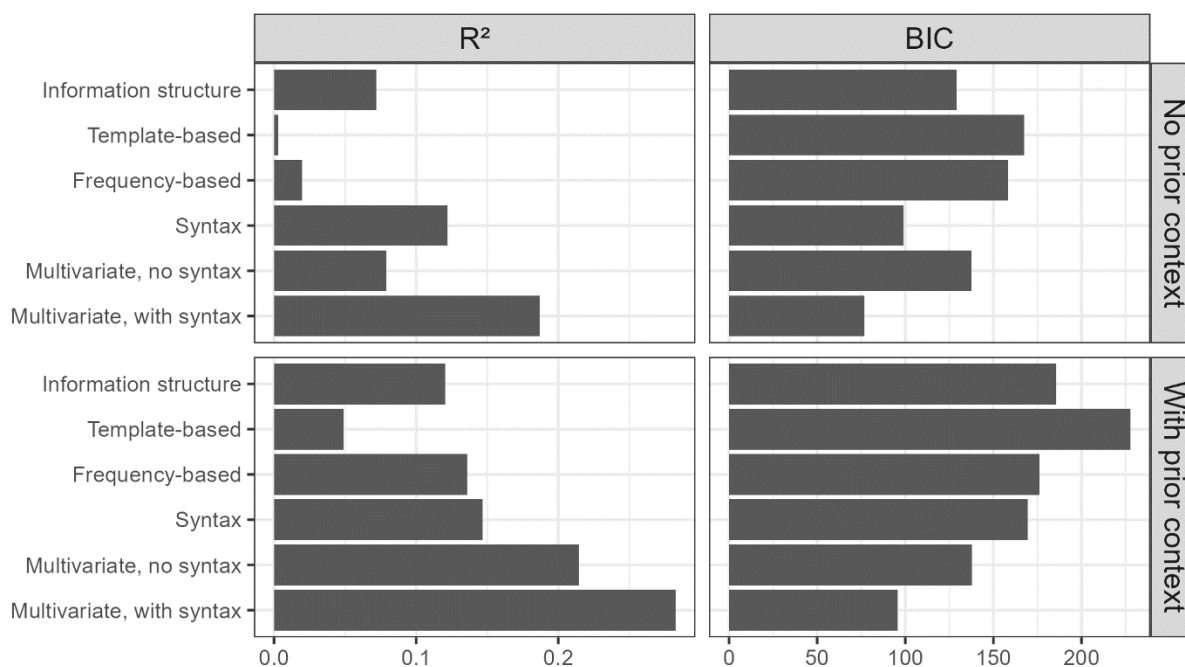 R²
BIC
Information structure
Template-based
Frequency-based
Syntax
Multivariate, no syntax
Multivariate, with syntax
No prior context
Information structure
Template-based
Frequency-based
Syntax
Multivariate, no syntax
Multivariate, with syntax
With prior context
0.0 0.1 0.2
0 50 100 150 200